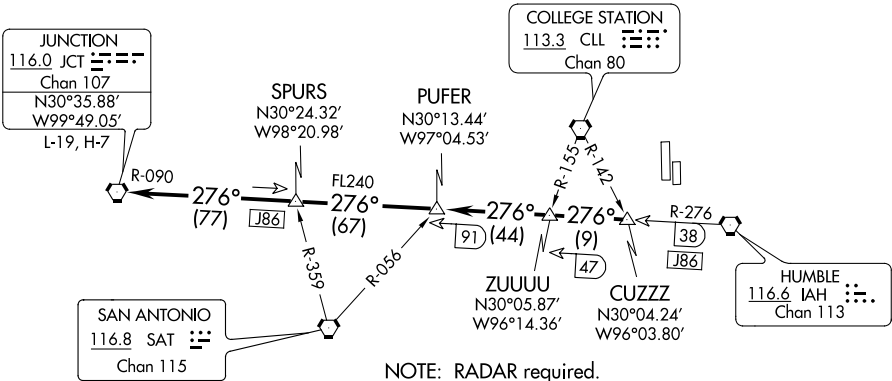 JUNCTION
116.0 JCT
Chan 107
N30°35.88'
W99°49.05'
L-19, H-7
SPURS
N30°24.32'
W98°20.98'
PUFER
N30°13.44'
W97°04.53'
COLLEGE STATION
113.3 CLL
Chan 80
R-155
R-142
R-090
276°
(77)
J86
FL240
276°
(67)
91
276°
(44)
47
276°
(9)
R-276
38
J86
R-359
R-056
ZUUUU
N30°05.87'
W96°14.36'
CUZZZ
N30°04.24'
W96°03.80'
HUMBLE
116.6 IAH
Chan 113
SAN ANTONIO
116.8 SAT
Chan 115
NOTE: RADAR required.